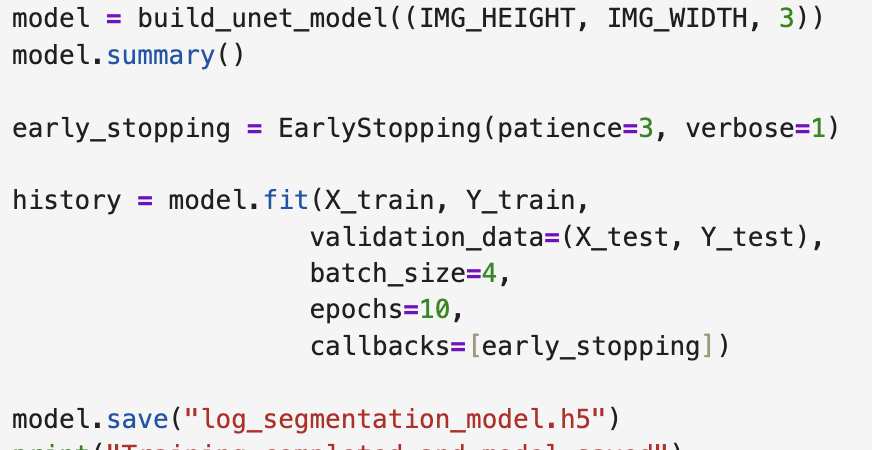 model = build_unet_model((IMG_HEIGHT, IMG_WIDTH, 3))
model.summary()
early_stopping = EarlyStopping(patience=3, verbose=1)
history = model.fit(X_train, Y_train,
validation_data=(X_test, Y_test),
batch_size=4,
epochs=10,
callbacks=[early_stopping])
model.save("log_segmentation_model.h5")
print("Training completed and model saved")